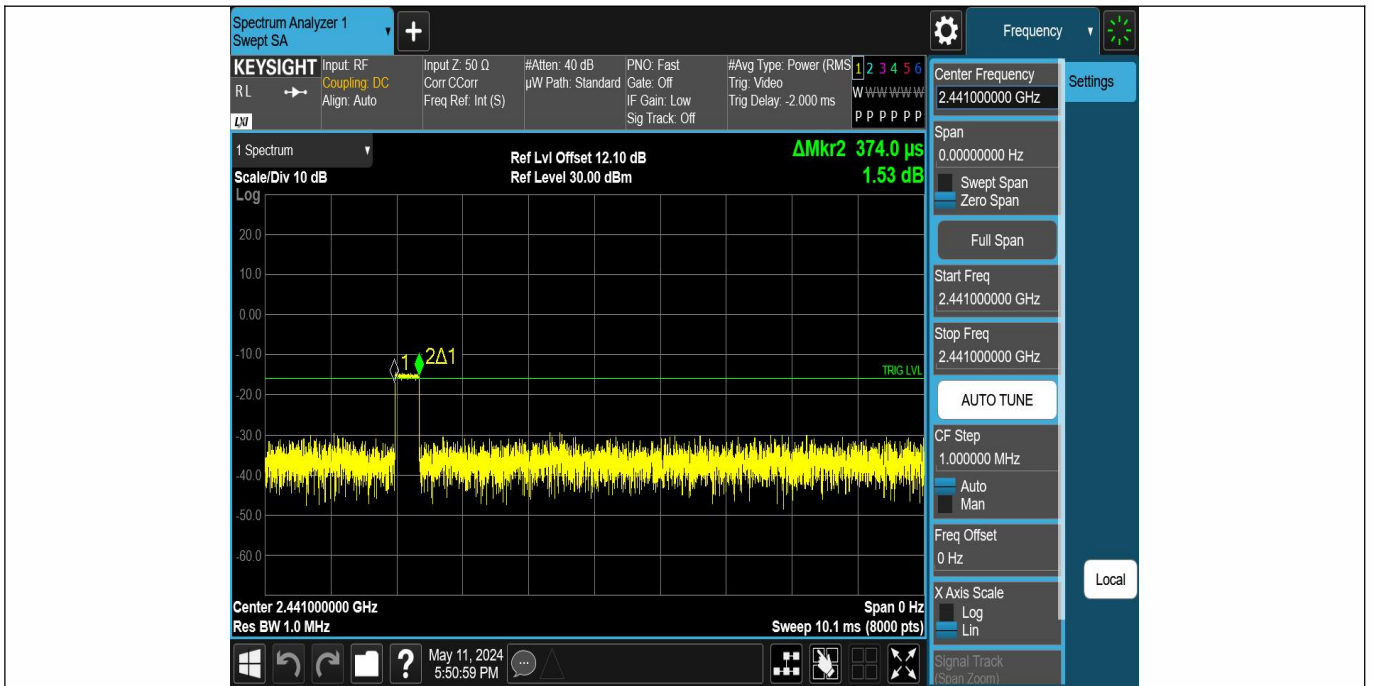 Spectrum Analyzer 1
Swept SA
Frequency
KEYSIGHT
RL
LXI
Input: RF
Coupling: DC
Align: Auto
Input Z: 50 Ω
Corr CCorr
Freq Ref: Int (S)
#Atten: 40 dB
µW Path: Standard
PNO: Fast
Gate: Off
IF Gain: Low
Sig Track: Off
#Avg Type: Power (RMS
Trig: Video
Trig Delay: -2.000 ms
1 2 3 4 5 6
W W W W W W
P P P P P P
1 Spectrum
Scale/Div 10 dB
Ref Lvl Offset 12.10 dB
Ref Level 30.00 dBm
ΔMkr2 374.0 µs
1.53 dB
Log
20.0
10.0
0.00
-10.0
-20.0
-30.0
-40.0
-50.0
-60.0
1
2Δ1
TRIG LVL
Center 2.441000000 GHz
Res BW 1.0 MHz
Span 0 Hz
Sweep 10.1 ms (8000 pts)
Center Frequency
2.441000000 GHz
Settings
Span
0.00000000 Hz
Swept Span
Zero Span
Full Span
Start Freq
2.441000000 GHz
Stop Freq
2.441000000 GHz
AUTO TUNE
CF Step
1.000000 MHz
Auto
Man
Freq Offset
0 Hz
X Axis Scale
Log
Lin
Signal Track
(Span Zoom)
Local
?
May 11, 2024
5:50:59 PM